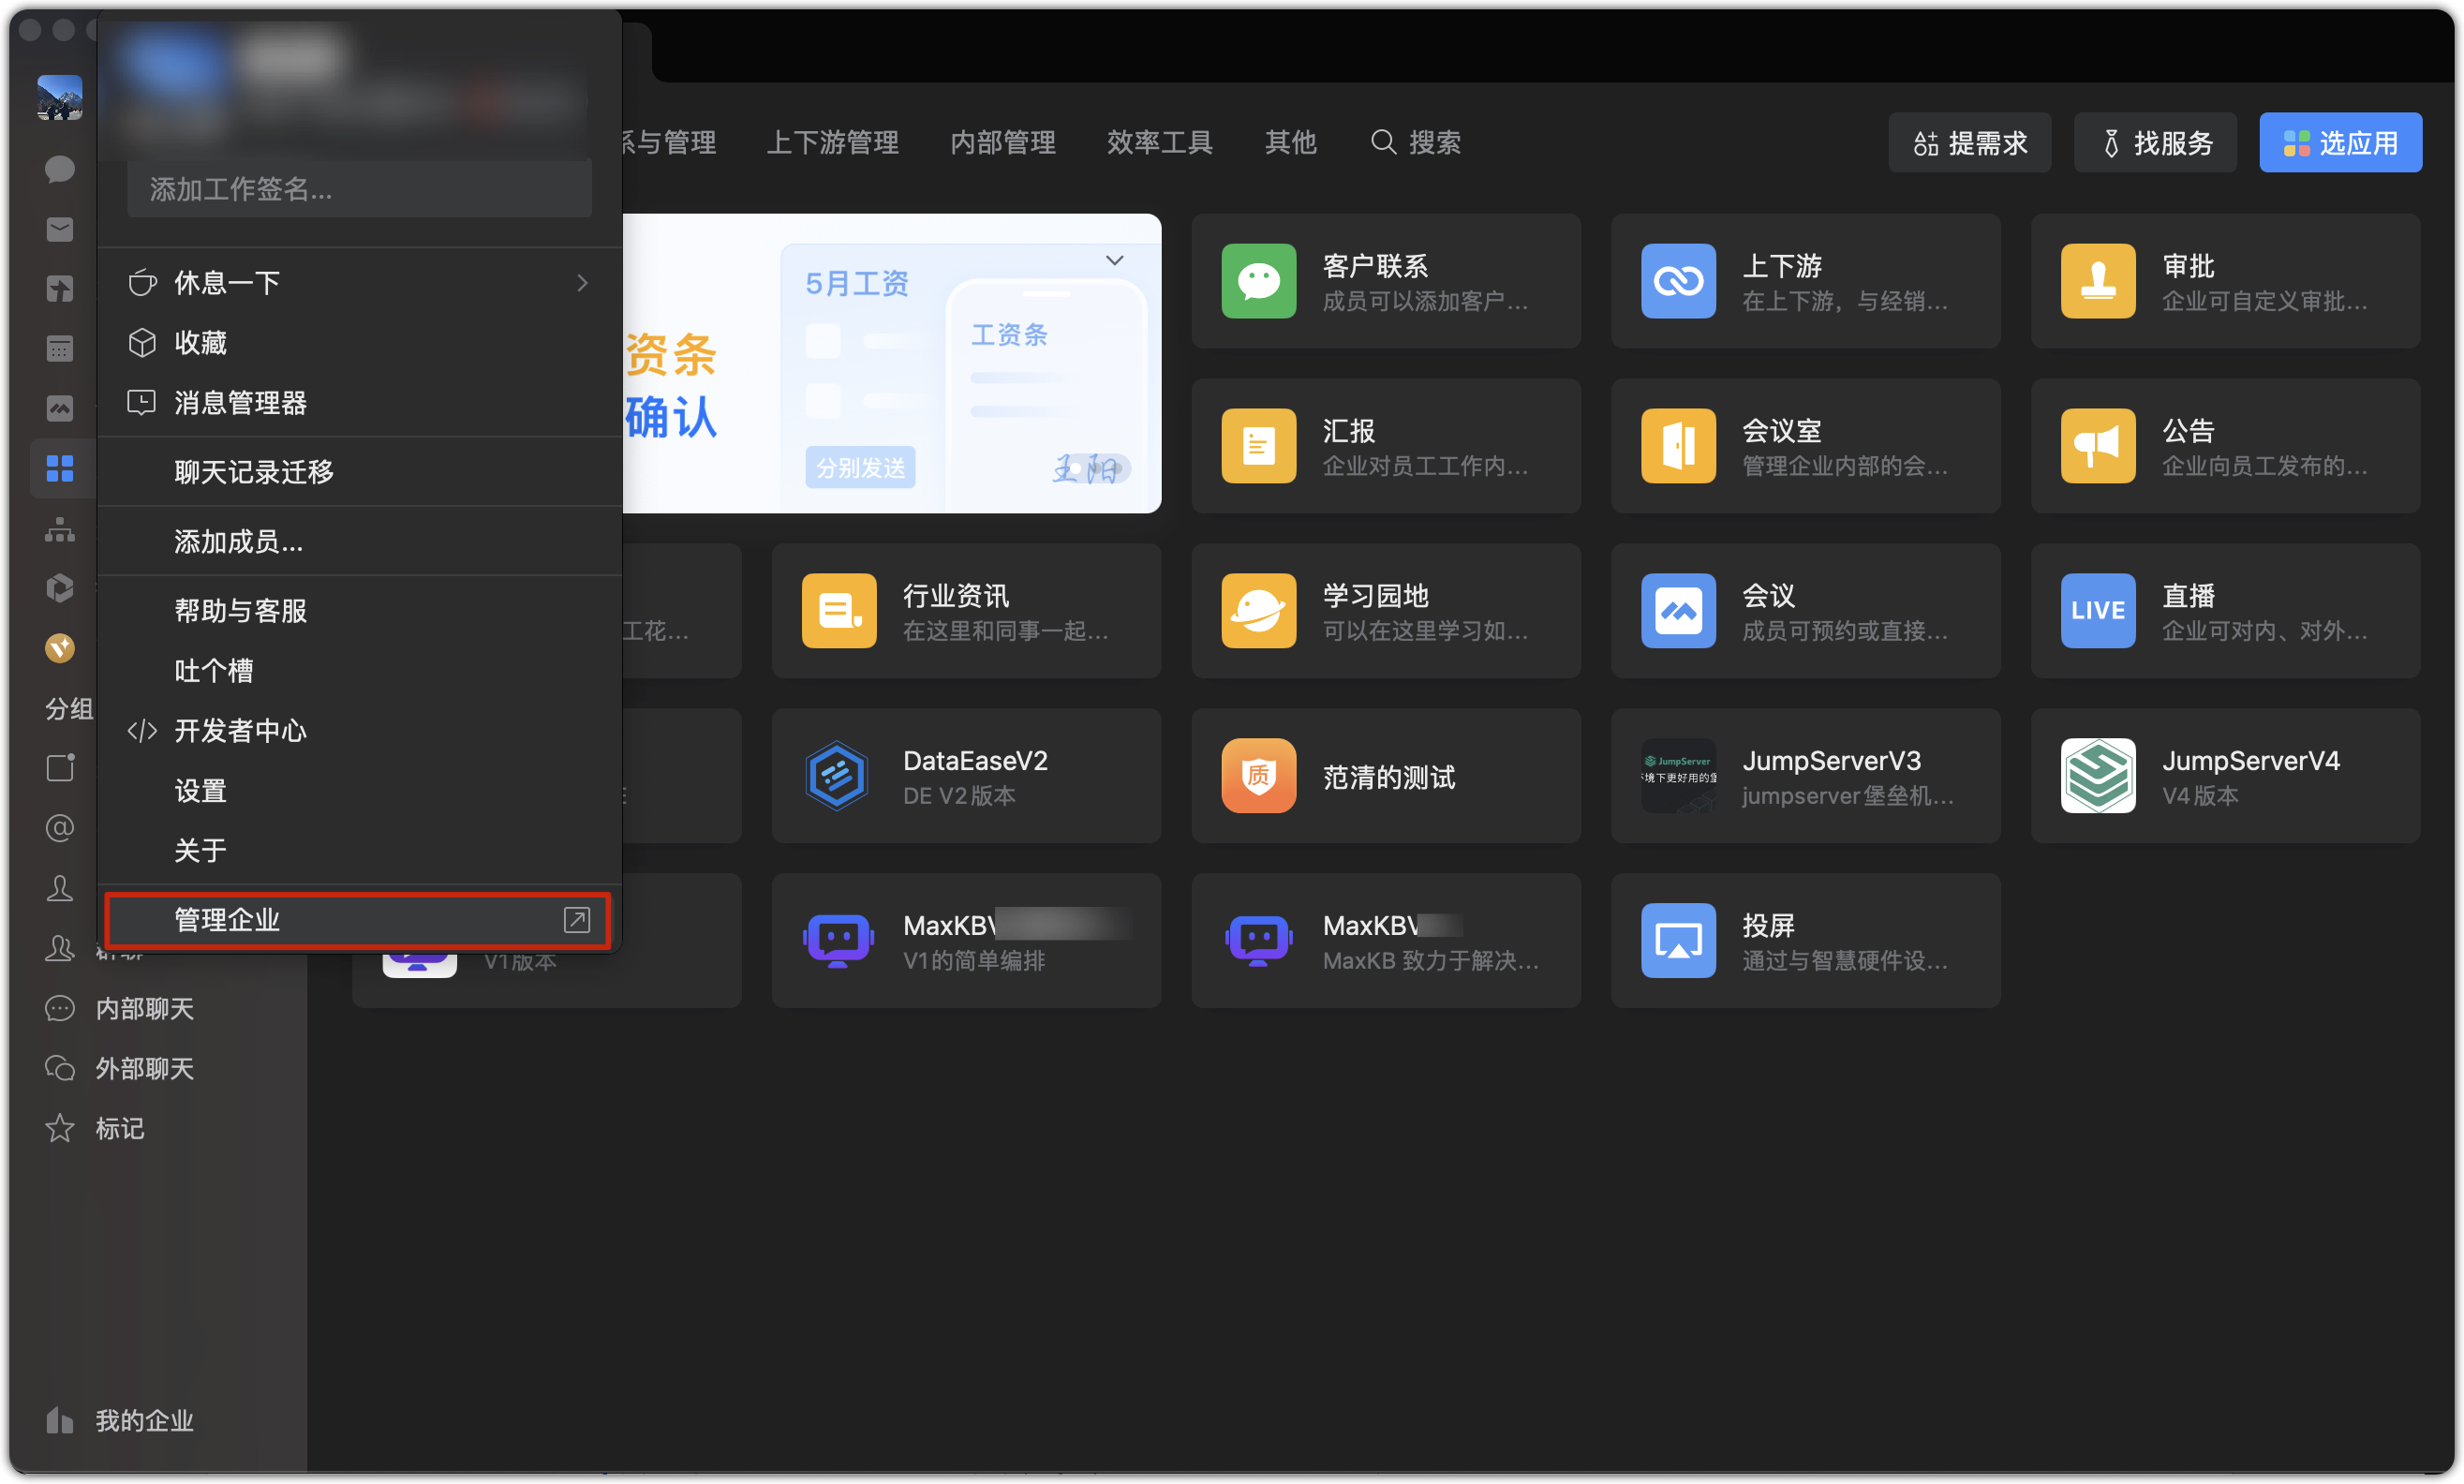 添加工作签名...
休息一下
收藏
消息管理器
聊天记录迁移
添加成员...
帮助与客服
吐个槽
开发者中心
设置
关于
管理企业
分组
内部聊天
外部聊天
标记
我的企业
系与管理
上下游管理
内部管理
效率工具
其他
搜索
提需求
找服务
选应用
资条
确认
5月工资
工资条
分别发送
王阳
客户联系
成员可以添加客户...
上下游
在上下游，与经销...
审批
企业可自定义审批...
汇报
企业对员工工作内...
会议室
管理企业内部的会...
公告
企业向员工发布的...
工花...
行业资讯
在这里和同事一起...
学习园地
可以在这里学习如...
会议
成员可预约或直接...
LIVE
直播
企业可对内、对外...
DataEaseV2
DE V2版本
质
范清的测试
JumpServer
JumpServerV3
jumpserver堡垒机...
JumpServerV4
V4版本
V1版本
MaxKBV
V1的简单编排
MaxKBV
MaxKB 致力于解决...
投屏
通过与智慧硬件设...